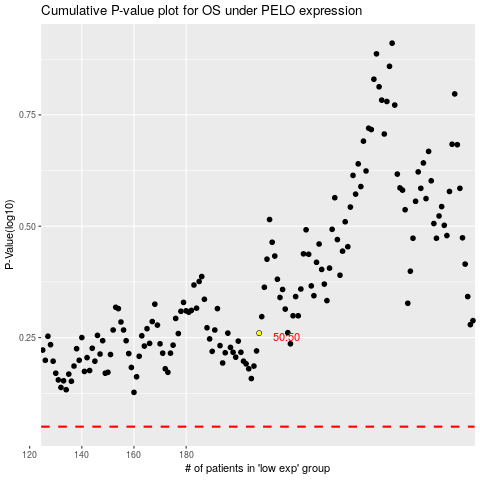 Cumulative P-value plot for OS under PELO expression
P-Value(log10)
0.75
0.50
0.25
50:50
120 140 160 180
# of patients in 'low exp' group